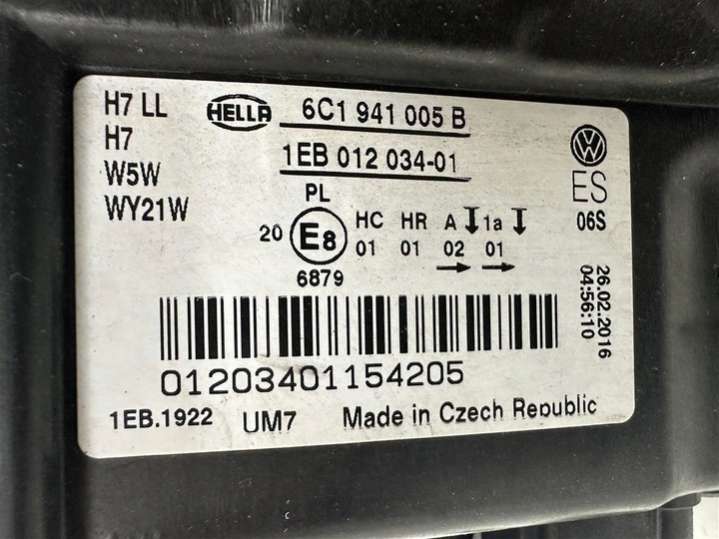 H7 LL HELLA 6C1 941 005 B
H7
W5W 1EB 012 034-01
WY21W
ES
06S
PL
20 E8 HC HR A 1a
01 01 02 01
6879
26.02.2016
04:56:10
01203401154205
1EB.1922 UM7 Made in Czech Republic